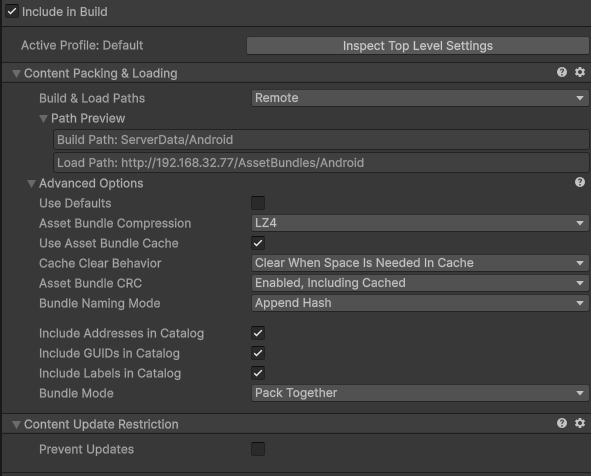 Include in Build
Active Profile: Default Inspect Top Level Settings
Content Packing & Loading
Build & Load Paths Remote
Path Preview
Build Path: ServerData/Android
Load Path: http://192.168.32.77/AssetBundles/Android
Advanced Options
Use Defaults
Asset Bundle Compression LZ4
Use Asset Bundle Cache
Cache Clear Behavior Clear When Space Is Needed In Cache
Asset Bundle CRC Enabled, Including Cached
Bundle Naming Mode Append Hash
Include Addresses in Catalog
Include GUIDs in Catalog
Include Labels in Catalog
Bundle Mode Pack Together
Content Update Restriction
Prevent Updates